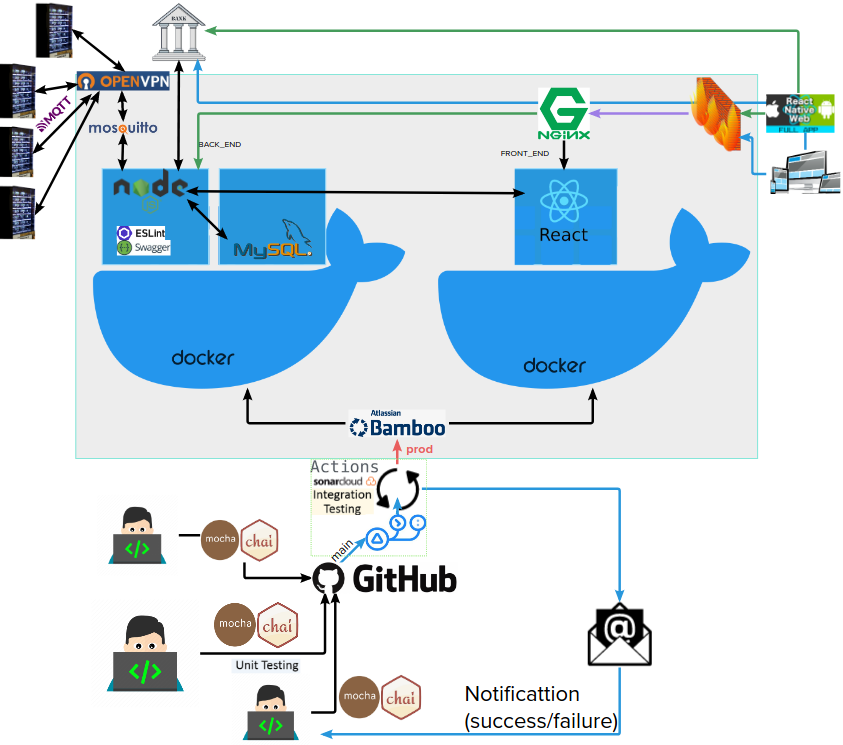 BANK
OPENVPN
MQTT
mosquitto
BACK_END
NGiNX
FRONT_END
React
Native
Web
FULL APP
node
ESLint
Swagger
MySQL.
React
docker
docker
Atlassian
Bamboo
prod
Actions
sonarcloud
Integration
Testing
main
GitHub
</>
mocha
chai
</>
mocha
chai
Unit Testing
</>
mocha
chai
@
Notificattion
(success/failure)